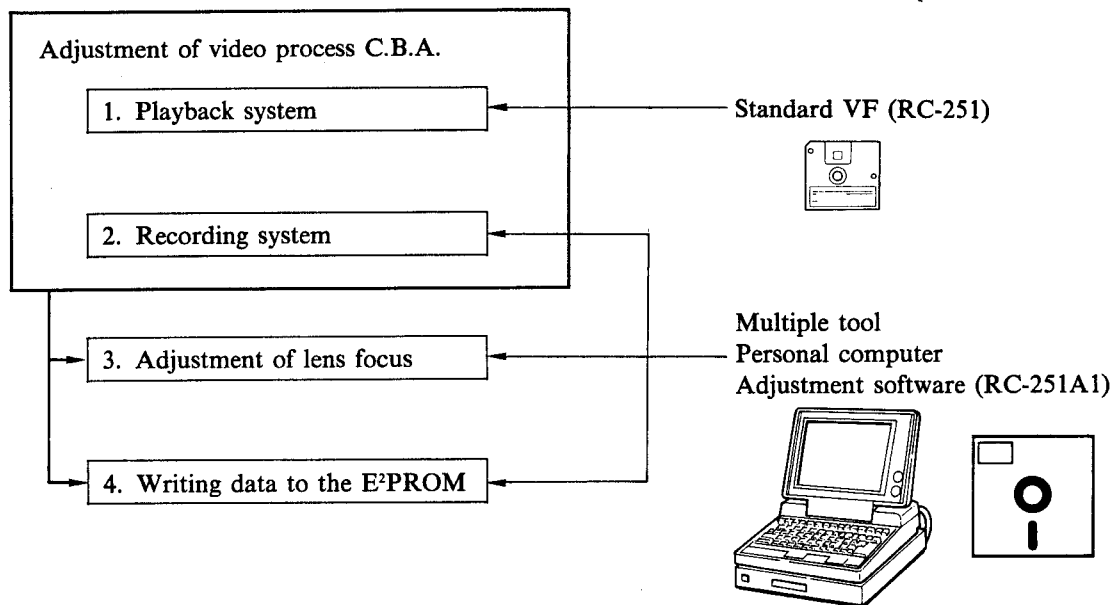 Adjustment of video process C.B.A.
1. Playback system
Standard VF (RC-251)
2. Recording system
Multiple tool
3. Adjustment of lens focus
Personal computer
Adjustment software (RC-251A1)
4. Writing data to the E²PROM